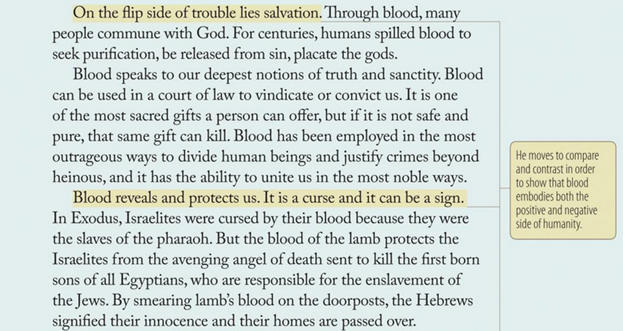 On the flip side of trouble lies salvation. Through blood, many
people commune with God. For centuries, humans spilled blood to
seek purification, be released from sin, placate the gods.
Blood speaks to our deepest notions of truth and sanctity. Blood
can be used in a court of law to vindicate or convict us. It is one
of the most sacred gifts a person can offer, but if it is not safe and
pure, that same gift can kill. Blood has been employed in the most
outrageous ways to divide human beings and justify crimes beyond
heinous, and it has the ability to unite us in the most noble ways.
Blood reveals and protects us. It is a curse and it can be a sign.
In Exodus, Israelites were cursed by their blood because they were
the slaves of the pharaoh. But the blood of the lamb protects the
Israelites from the avenging angel of death sent to kill the first born
sons of all Egyptians, who are responsible for the enslavement of
the Jews. By smearing lamb's blood on the doorposts, the Hebrews
signified their innocence and their homes are passed over.
He moves to compare
and contrast in order
to show that blood
embodies both the
positive and negative
side of humanity.